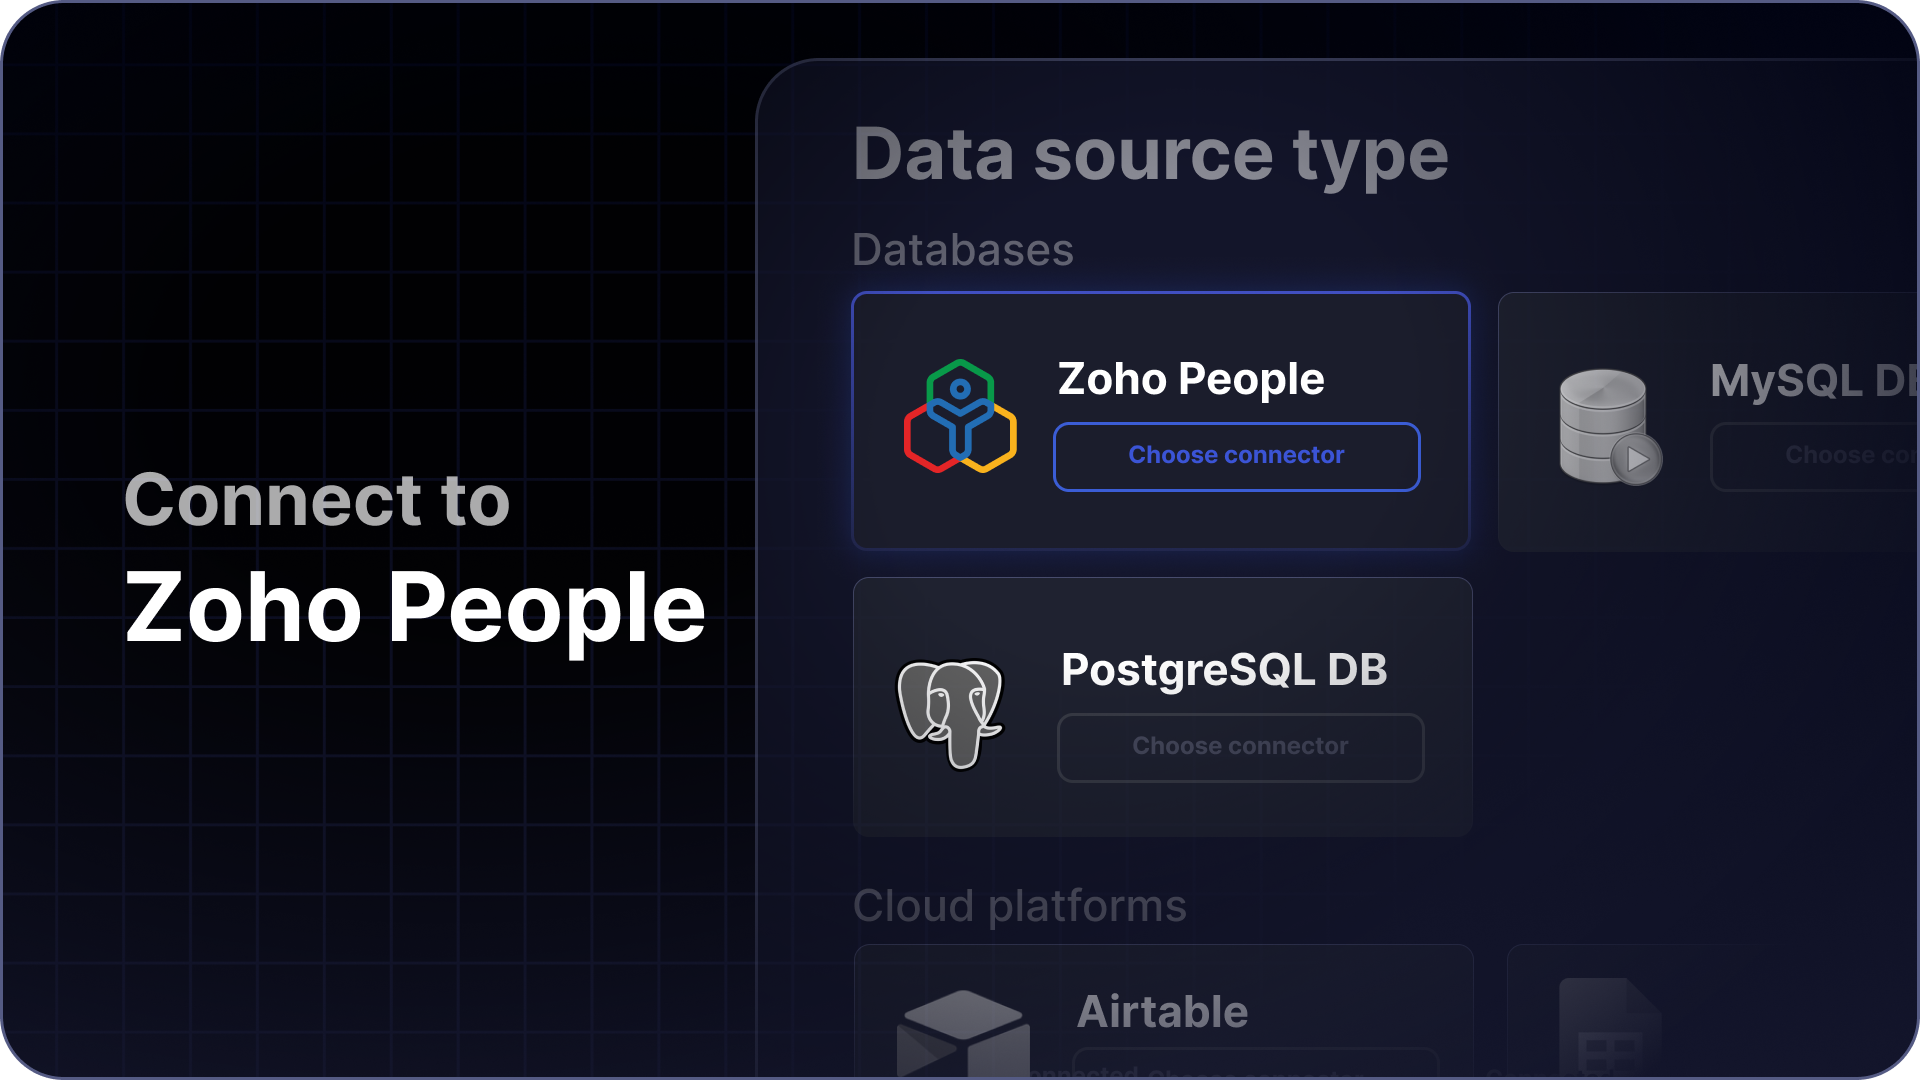 Connect to
Zoho People
Data source type
Databases
Zoho People
Choose connector
MySQL
Choose
PostgreSQL DB
Choose connector
Cloud platforms
Airtable